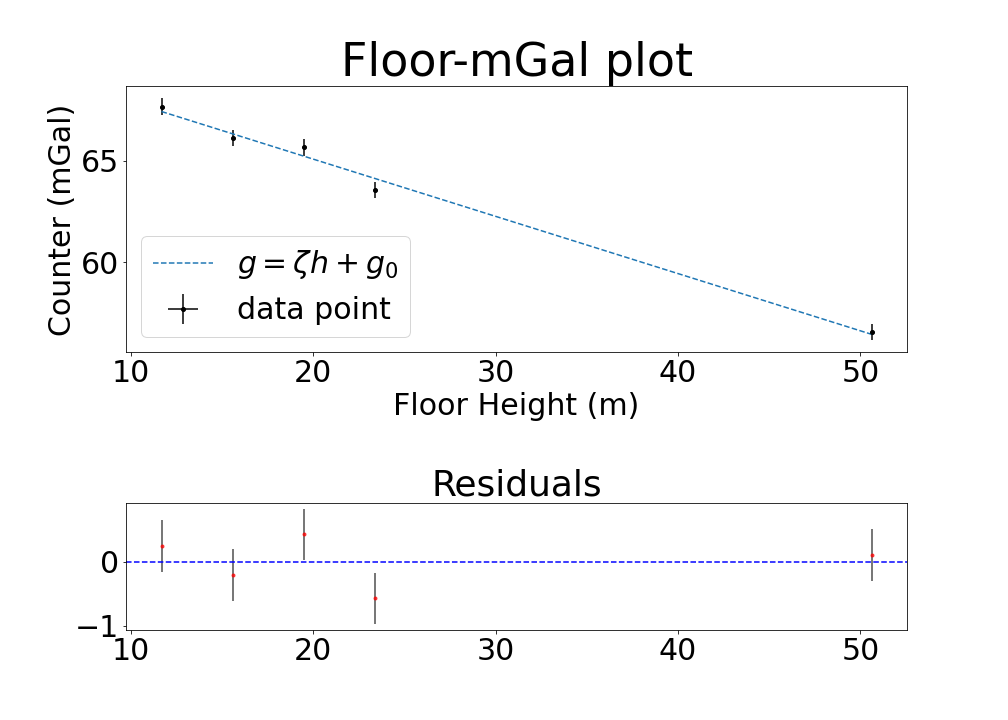 Floor-mGal plot
Counter (mGal)
65
60
g = ζh + g₀
data point
10 20 30 40 50
Floor Height (m)
Residuals
0
−1
10 20 30 40 50